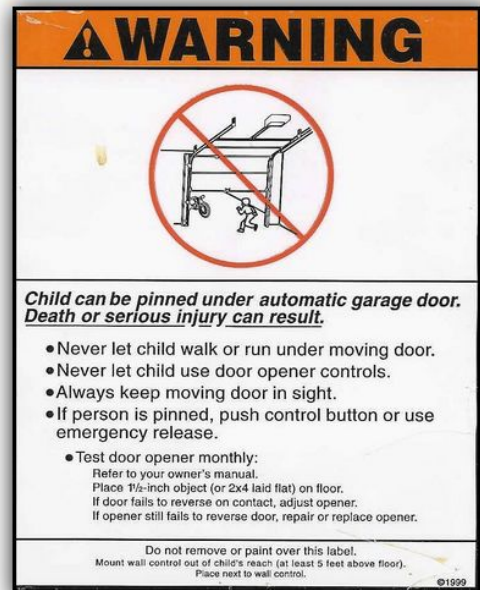 WARNING
Child can be pinned under automatic garage door.
Death or serious injury can result.
•Never let child walk or run under moving door.
•Never let child use door opener controls.
•Always keep moving door in sight.
•If person is pinned, push control button or use
emergency release.
•Test door opener monthly:
Refer to your owner's manual.
Place 1½-inch object (or 2x4 laid flat) on floor.
If door fails to reverse on contact, adjust opener.
If opener still fails to reverse door, repair or replace opener.
Do not remove or paint over this label.
Mount wall control out of child's reach (at least 5 feet above floor).
Place next to wall control.
©1999